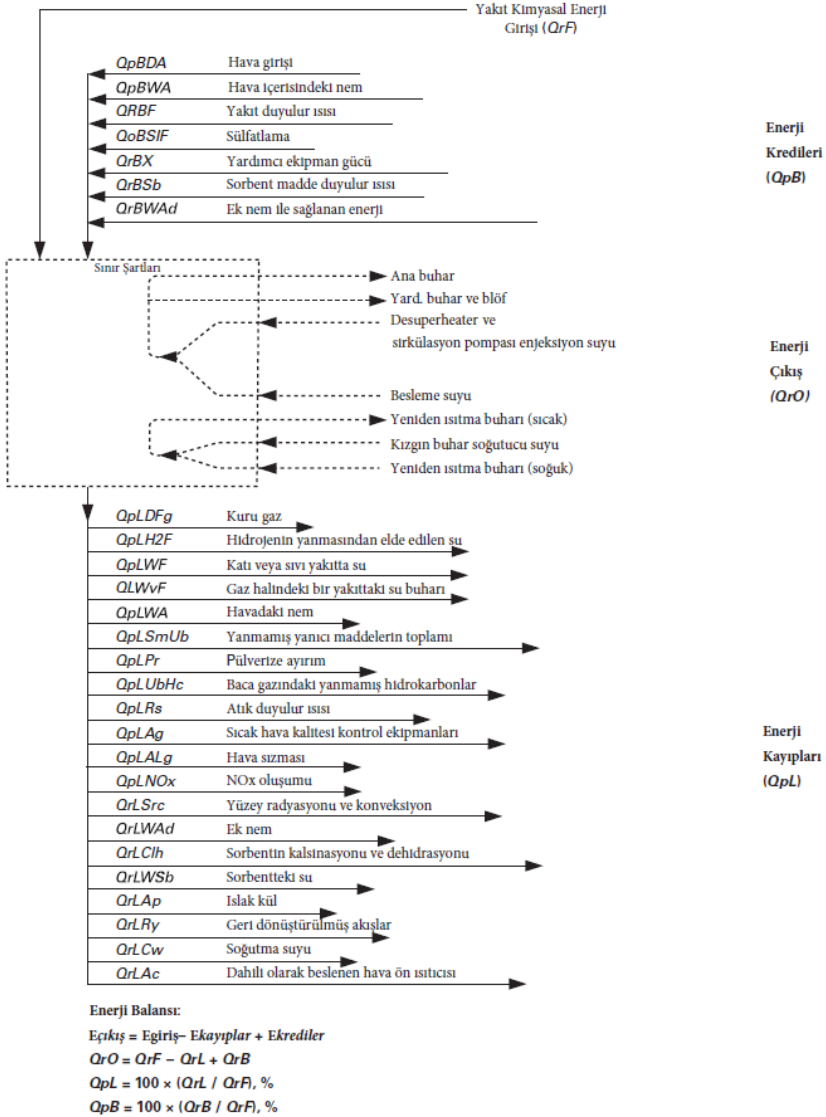 Yakıt Kimyasal Enerji
Girişi (QrF)
QpBDA Hava girişi
QpBWA Hava içerisindeki nem
QRBF Yakıt duyulur ısısı
QoBSIF Sülfatlama
QrBX Yardımcı ekipman gücü
QrBSb Sorbent madde duyulur ısısı
QrBWAd Ek nem ile sağlanan enerji
Enerji
Kredileri
(QpB)
Sınır Şartları
Ana buhar
Yard. buhar ve blöf
Desuperheater ve
sirkülasyon pompası enjeksiyon suyu
Besleme suyu
Yeniden ısıtma buharı (sıcak)
Kızgın buhar soğutucu suyu
Yeniden ısıtma buharı (soğuk)
Enerji
Çıkış
(QrO)
QpLDFg Kuru gaz
QpLH2F Hidrojenin yanmasından elde edilen su
QpLWF Katı veya sıvı yakıtta su
QLWvF Gaz halindeki bir yakıttaki su buharı
QpLWA Havadaki nem
QpLSmUb Yanmamış yanıcı maddelerin toplamı
QpLPr Pülverize ayırım
QpLUbHc Baca gazındaki yanmamış hidrokarbonlar
QpLRs Atık duyulur ısısı
QpLAg Sıcak hava kalitesi kontrol ekipmanları
QpLALg Hava sızması
QpLNOx NOx oluşumu
QrLSrc Yüzey radyasyonu ve konveksiyon
QrLWAd Ek nem
QrLClh Sorbentin kalsinasyonu ve dehidrasyonu
QrLWSb Sorbentteki su
QrLAp Islak kül
QrLRy Geri dönüştürülmüş akışlar
QrLCw Soğutma suyu
QrLAc Dahili olarak beslenen hava ön ısıtıcısı
Enerji
Kayıpları
(QpL)
Enerji Balansı:
Eçıkış = Egiriş– Ekayıplar + Ekrediler
QrO = QrF – QrL + QrB
QpL = 100 × (QrL / QrF), %
QpB = 100 × (QrB / QrF), %